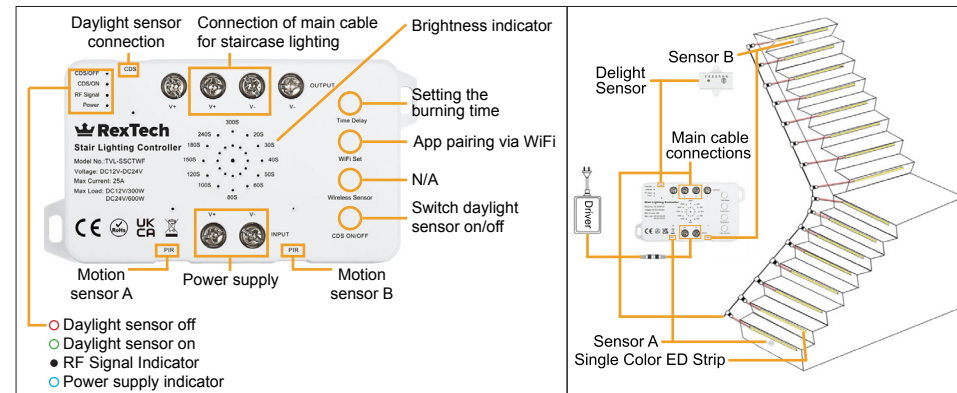 Daylight sensor
connection
Connection of main cable
for staircase lighting
Brightness indicator
CDS
CDS/OFF
CDS/ON
RF Signal
Power
V+
V+
V-
V-
OUTPUT
Setting the
burning time
Time Delay
RexTech
Stair Lighting Controller
Model No.:TVL-SSCTWF
Voltage: DC12V-DC24V
Max Current: 25A
Max Load: DC12V/300W
DC24V/600W
300S
240S
20S
180S
30S
160S
40S
120S
50S
100S
60S
80S
App pairing via WiFi
WiFi Set
N/A
Wireless Sensor
Switch daylight
sensor on/off
CDS ON/OFF
V+
V-
INPUT
CE
RoHS
UK
CA
PIR
PIR
Motion
sensor A
Power supply
Motion
sensor B
Daylight sensor off
Daylight sensor on
RF Signal Indicator
Power supply indicator
Sensor B
Delight
Sensor
Main cable
connections
Driver
Stair Lighting Controller
Sensor A
Single Color ED Strip